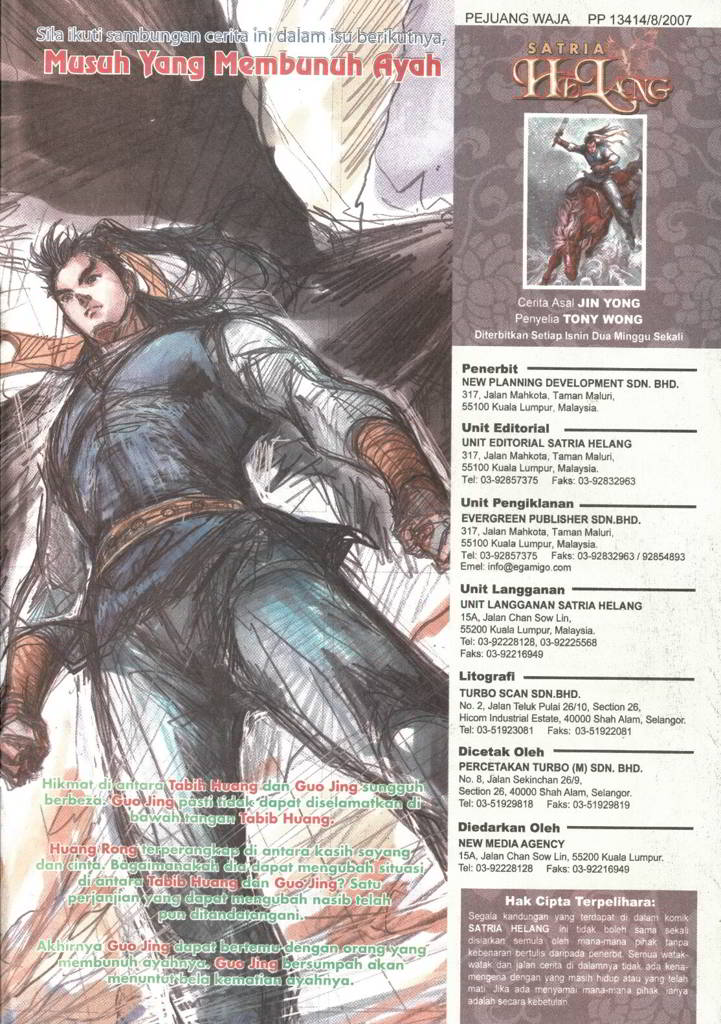 Sila ikuti sambungan cerita ini dalam isu berikutnya,
Musuh Yang Membunuh Ayah
Hikmat di antara Tabih Huang dan Guo Jing sungguh
berbeza. Guo Jing pasti tidak dapat diselamatkan di
bawah tangan Tabib Huang.
Huang Rong terperangkap di antara kasih sayang
dan cinta. Bagaimanakah dia dapat mengubah situasi
di antara Tabib Huang dan Guo Jing? Satu
perjanjian yang dapat mengubah nasib telah
pun ditandatangani.
Akhirnya Guo Jing dapat bertemu dengan orang yang
membunuh ayahnya. Guo Jing bersumpah akan
menuntut bela kematian ayahnya.
PEJUANG WAJA PP 13414/8/2007
SATRIA
HELANG
Cerita Asal JIN YONG
Penyelia TONY WONG
Diterbitkan Setiap Isnin Dua Minggu Sekali
Penerbit
NEW PLANNING DEVELOPMENT SDN. BHD.
317, Jalan Mahkota, Taman Maluri,
55100 Kuala Lumpur, Malaysia.
Unit Editorial
UNIT EDITORIAL SATRIA HELANG
317, Jalan Mahkota, Taman Maluri,
55100 Kuala Lumpur, Malaysia.
Tel: 03-92857375 Faks: 03-92832963
Unit Pengiklanan
EVERGREEN PUBLISHER SDN.BHD.
317, Jalan Mahkota, Taman Maluri,
55100 Kuala Lumpur, Malaysia.
Tel: 03-92857375 Faks: 03-92832963 / 92854893
Emel: info@egamigo.com
Unit Langganan
UNIT LANGGANAN SATRIA HELANG
15A, Jalan Chan Sow Lin,
55200 Kuala Lumpur, Malaysia.
Tel: 03-92228128, 03-92225568
Faks: 03-92216949
Litografi
TURBO SCAN SDN.BHD.
No. 2, Jalan Teluk Pulai 26/10, Section 26,
Hicom Industrial Estate, 40000 Shah Alam, Selangor.
Tel: 03-51923081 Faks: 03-51922081
Dicetak Oleh
PERCETAKAN TURBO (M) SDN. BHD.
No. 8, Jalan Sekinchan 26/9,
Section 26, 40000 Shah Alam, Selangor.
Tel: 03-51929818 Faks: 03-51929819
Diedarkan Oleh
NEW MEDIA AGENCY
15A, Jalan Chan Sow Lin, 55200 Kuala Lumpur.
Tel: 03-92228128 Faks: 03-92216949
Hak Cipta Terpelihara:
Segala kandungan yang terdapat di dalam komik
SATRIA HELANG ini tidak boleh sama sekali
disiarkan semula oleh mana-mana pihak tanpa
kebenaran bertulis daripada penerbit. Semua watak-
watak dan jalan cerita di dalamnya tidak ada kena-
mengena dengan yang masih hidup atau yang telah
mati. Jika ada menyamai mana-mana pihak, ianya
adalah secara kebetulan.